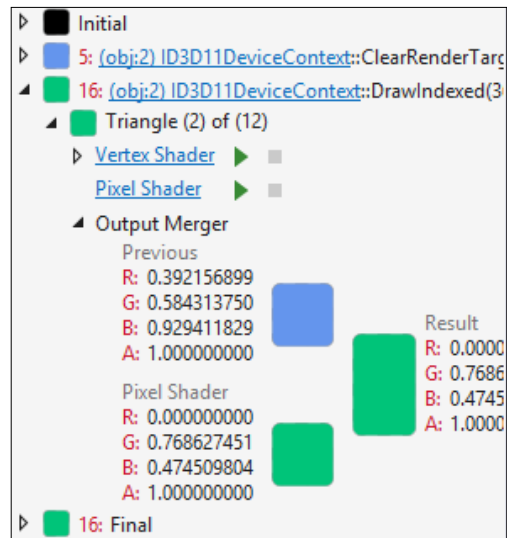 Initial
5: (obj:2) ID3D11DeviceContext::ClearRenderTarg
16: (obj:2) ID3D11DeviceContext::DrawIndexed(3
Triangle (2) of (12)
Vertex Shader
Pixel Shader
Output Merger
Previous
R: 0.392156899
G: 0.584313750
B: 0.929411829
A: 1.000000000
Pixel Shader
R: 0.000000000
G: 0.768627451
B: 0.474509804
A: 1.000000000
Result
R: 0.0000
G: 0.7686
B: 0.4745
A: 1.0000
16: Final